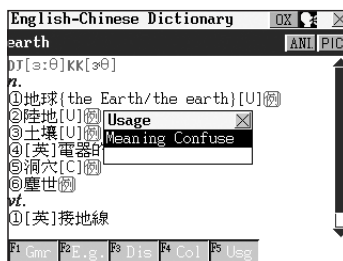 English-Chinese Dictionary OX
earth ANI PIC
DJ[ɜ:θ]KK[ɝθ]
n.
①地球{the Earth/the earth}[U]例
②陸地[U]例
③土壤[U]例
④[英]電器的
⑤洞穴[C]例
⑥塵世例
vt.
①[英]接地線
Usage
Meaning Confuse
F1 Gmr F2 E.g. F3 Dis F4 Col F5 Usg